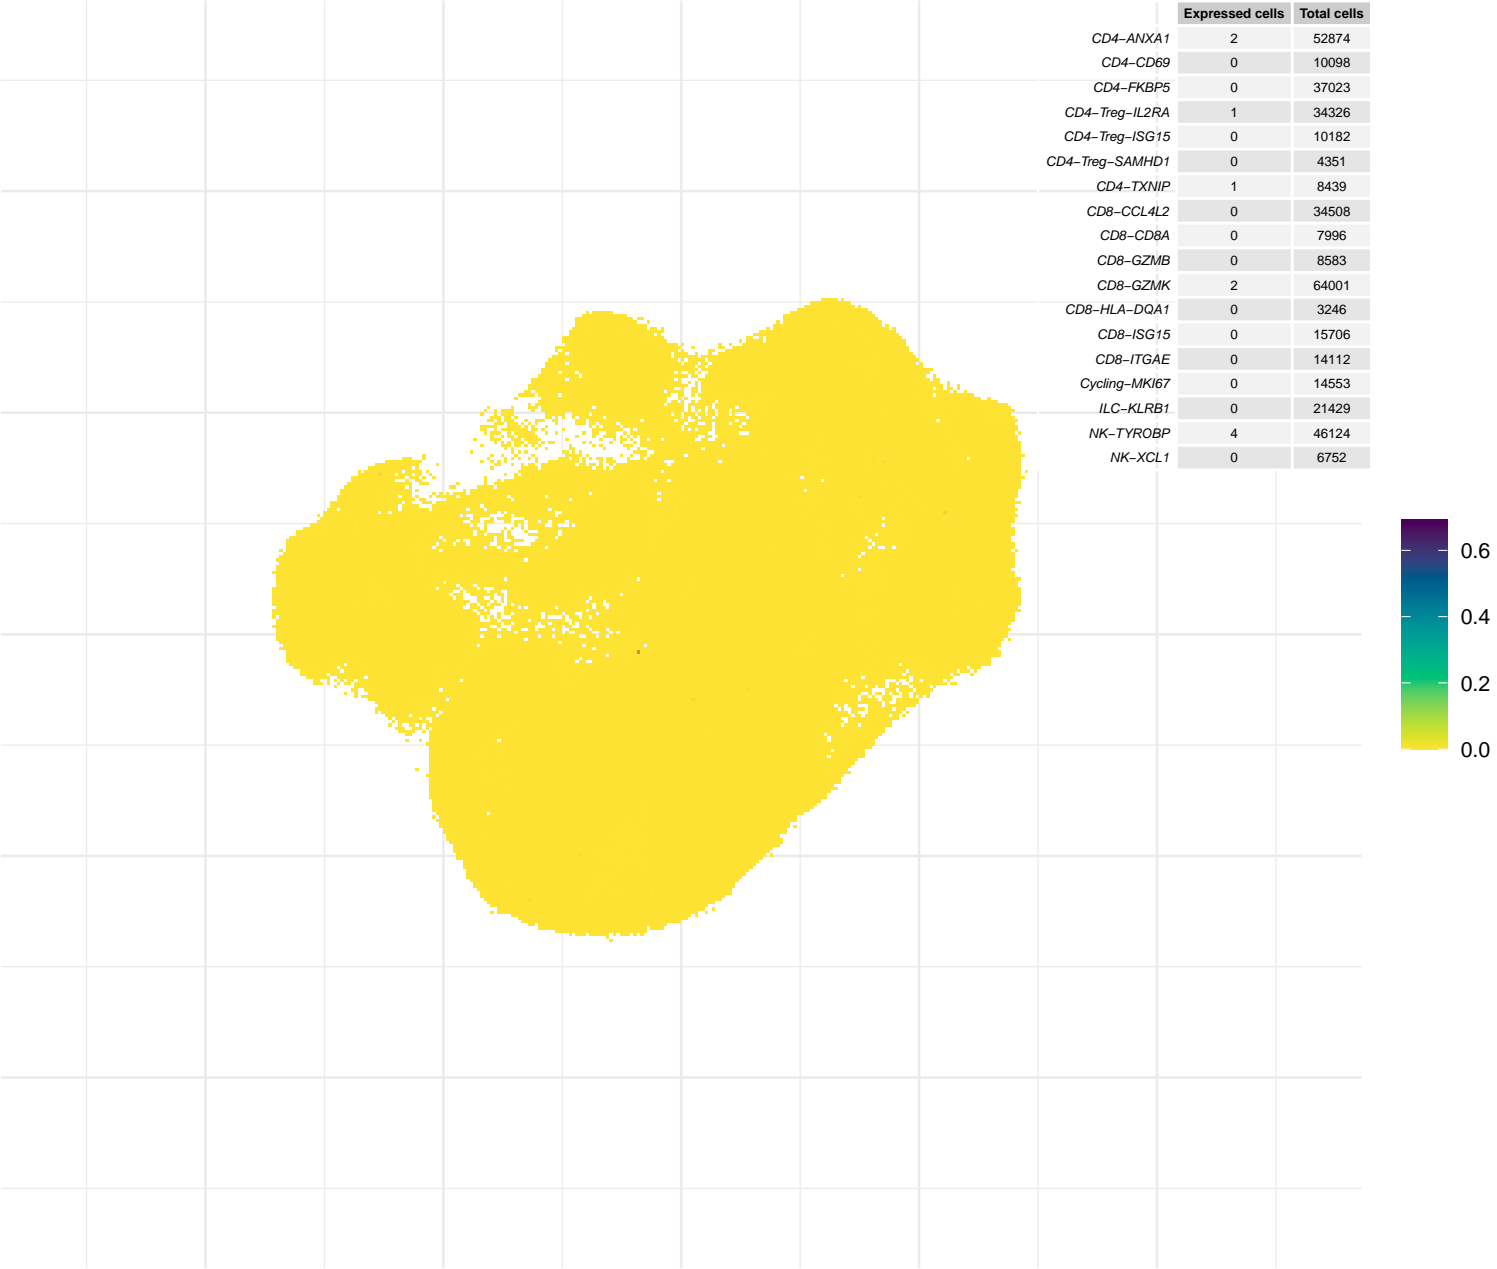 Expressed cells Total cells
CD4−ANXA1 2 52874
CD4−CD69 0 10098
CD4−FKBP5 0 37023
CD4−Treg−IL2RA 1 34326
CD4−Treg−ISG15 0 10182
CD4−Treg−SAMHD1 0 4351
CD4−TXNIP 1 8439
CD8−CCL4L2 0 34508
CD8−CD8A 0 7996
CD8−GZMB 0 8583
CD8−GZMK 2 64001
CD8−HLA−DQA1 0 3246
CD8−ISG15 0 15706
CD8−ITGAE 0 14112
Cycling−MKI67 0 14553
ILC−KLRB1 0 21429
NK−TYROBP 4 46124
NK−XCL1 0 6752
0.6
0.4
0.2
0.0